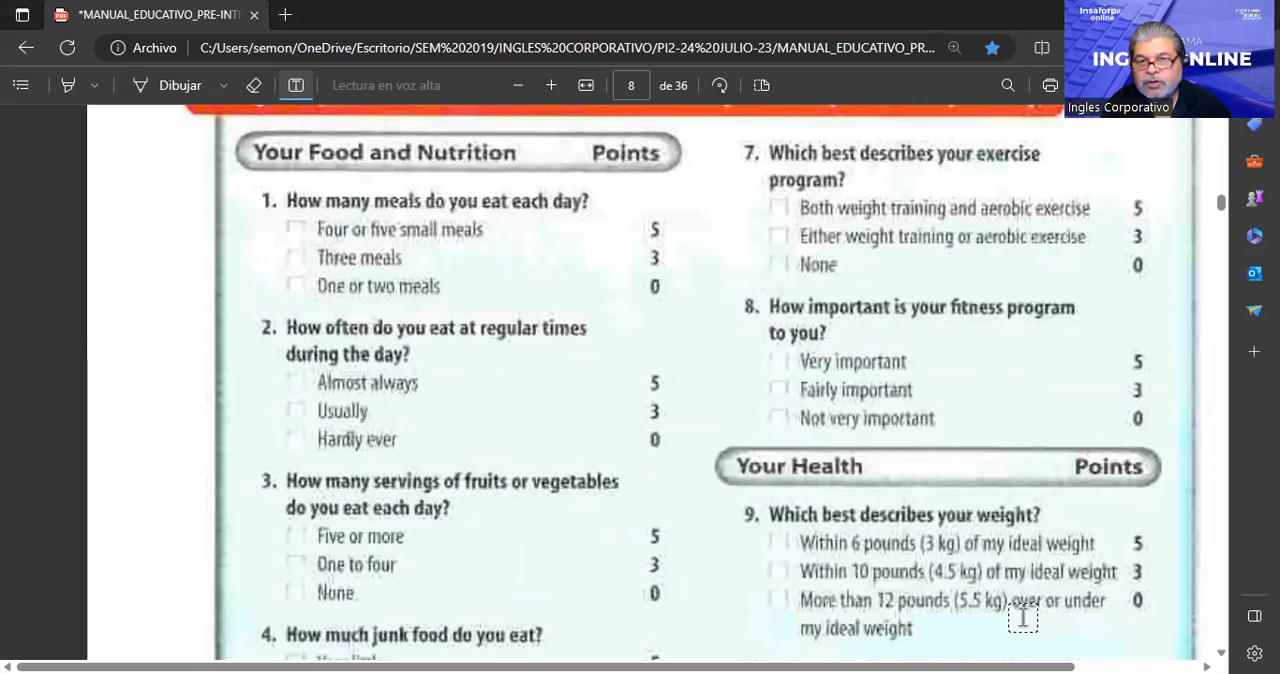 *MANUAL_EDUCATIVO_PRE-INTE
Archivo
C:/Users/semon/OneDrive/Escritorio/SEM%202019/INGLES%20CORPORATIVO/PI2-24%20JULIO-23/MANUAL_EDUCATIVO_PR...
Dibujar
Lectura en voz alta
8
de 36
Insaforp
online
Ingles Corporativo
Your Food and Nutrition Points
1. How many meals do you eat each day?
Four or five small meals 5
Three meals 3
One or two meals 0
2. How often do you eat at regular times
during the day?
Almost always 5
Usually 3
Hardly ever 0
3. How many servings of fruits or vegetables
do you eat each day?
Five or more 5
One to four 3
None 0
4. How much junk food do you eat?
7. Which best describes your exercise
program?
Both weight training and aerobic exercise 5
Either weight training or aerobic exercise 3
None 0
8. How important is your fitness program
to you?
Very important 5
Fairly important 3
Not very important 0
Your Health Points
9. Which best describes your weight?
Within 6 pounds (3 kg) of my ideal weight 5
Within 10 pounds (4.5 kg) of my ideal weight 3
More than 12 pounds (5.5 kg) over or under 0
my ideal weight